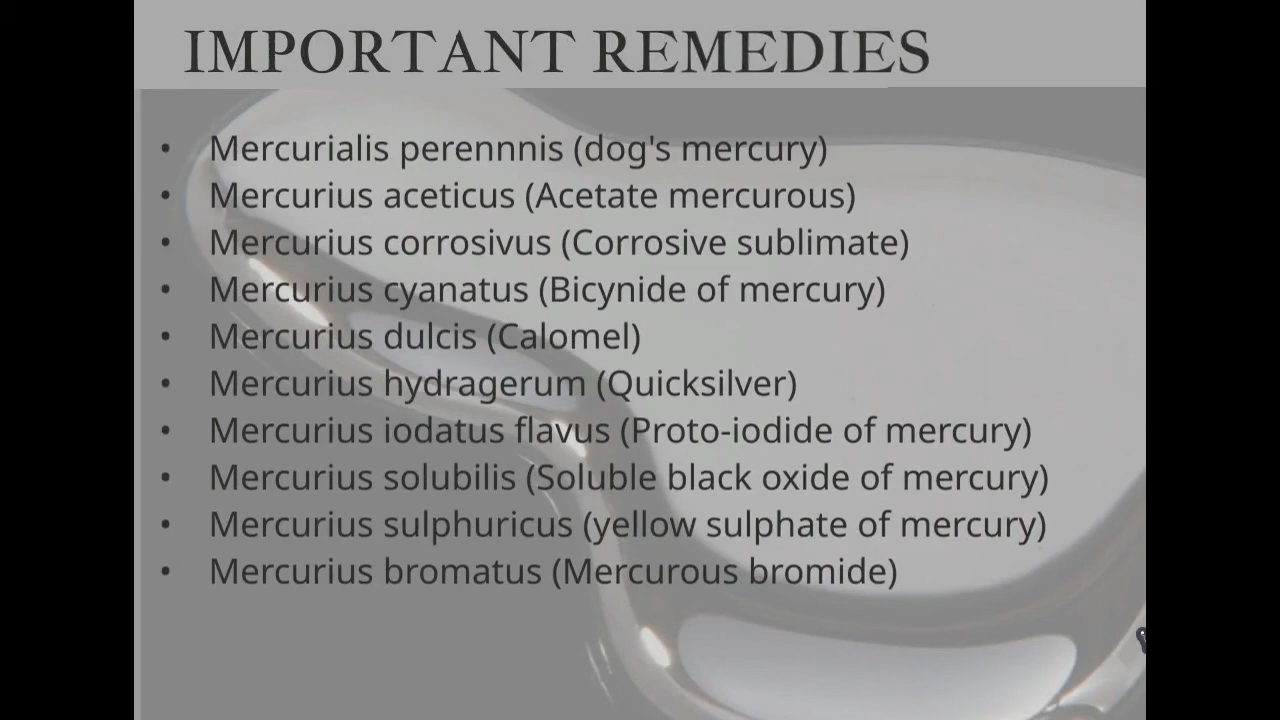 IMPORTANT REMEDIES
• Mercurialis perennnis (dog's mercury)
• Mercurius aceticus (Acetate mercurous)
• Mercurius corrosivus (Corrosive sublimate)
• Mercurius cyanatus (Bicynide of mercury)
• Mercurius dulcis (Calomel)
• Mercurius hydragerum (Quicksilver)
• Mercurius iodatus flavus (Proto-iodide of mercury)
• Mercurius solubilis (Soluble black oxide of mercury)
• Mercurius sulphuricus (yellow sulphate of mercury)
• Mercurius bromatus (Mercurous bromide)